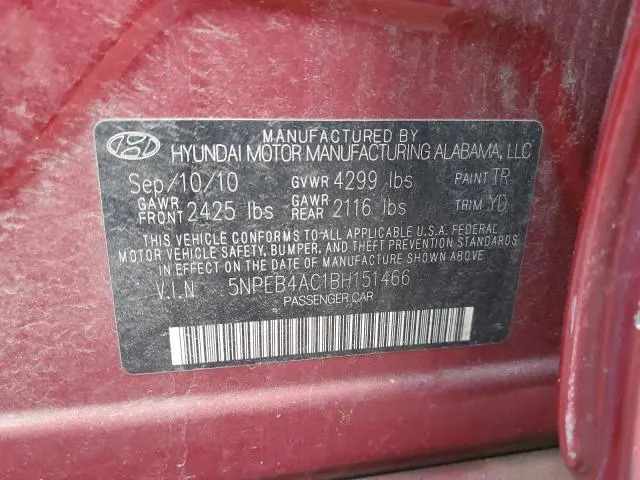 MANUFACTURED BY
HYUNDAI MOTOR MANUFACTURING ALABAMA, LLC
Sep/10/10 GVWR 4299 lbs PAINT TR
GAWR FRONT 2425 lbs GAWR REAR 2116 lbs TRIM YD
THIS VEHICLE CONFORMS TO ALL APPLICABLE U.S.A. FEDERAL
MOTOR VEHICLE SAFETY, BUMPER, AND THEFT PREVENTION STANDARDS
IN EFFECT ON THE DATE OF MANUFACTURE SHOWN ABOVE.
V.I.N 5NPEB4AC1BH151466
PASSENGER CAR